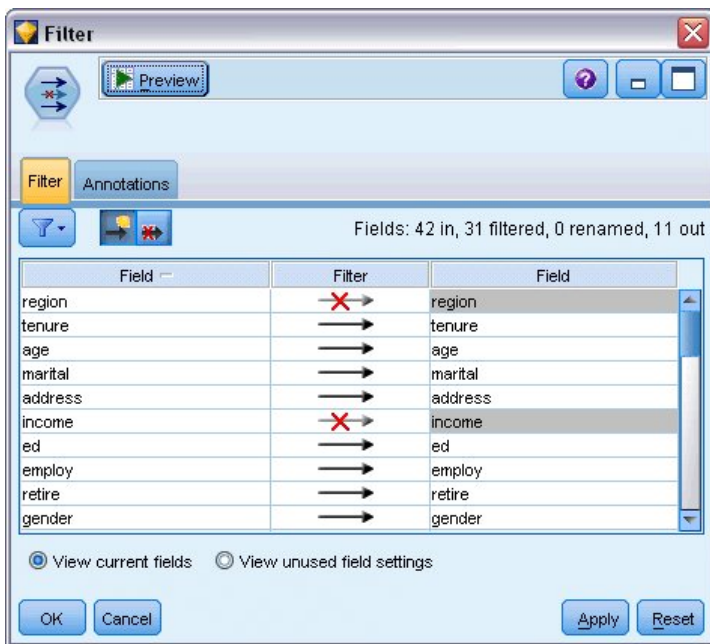 Filter
Preview
Filter Annotations
Fields: 42 in, 31 filtered, 0 renamed, 11 out
Field Filter Field
region region
tenure tenure
age age
marital marital
address address
income income
ed ed
employ employ
retire retire
gender gender
View current fields View unused field settings
OK Cancel Apply Reset